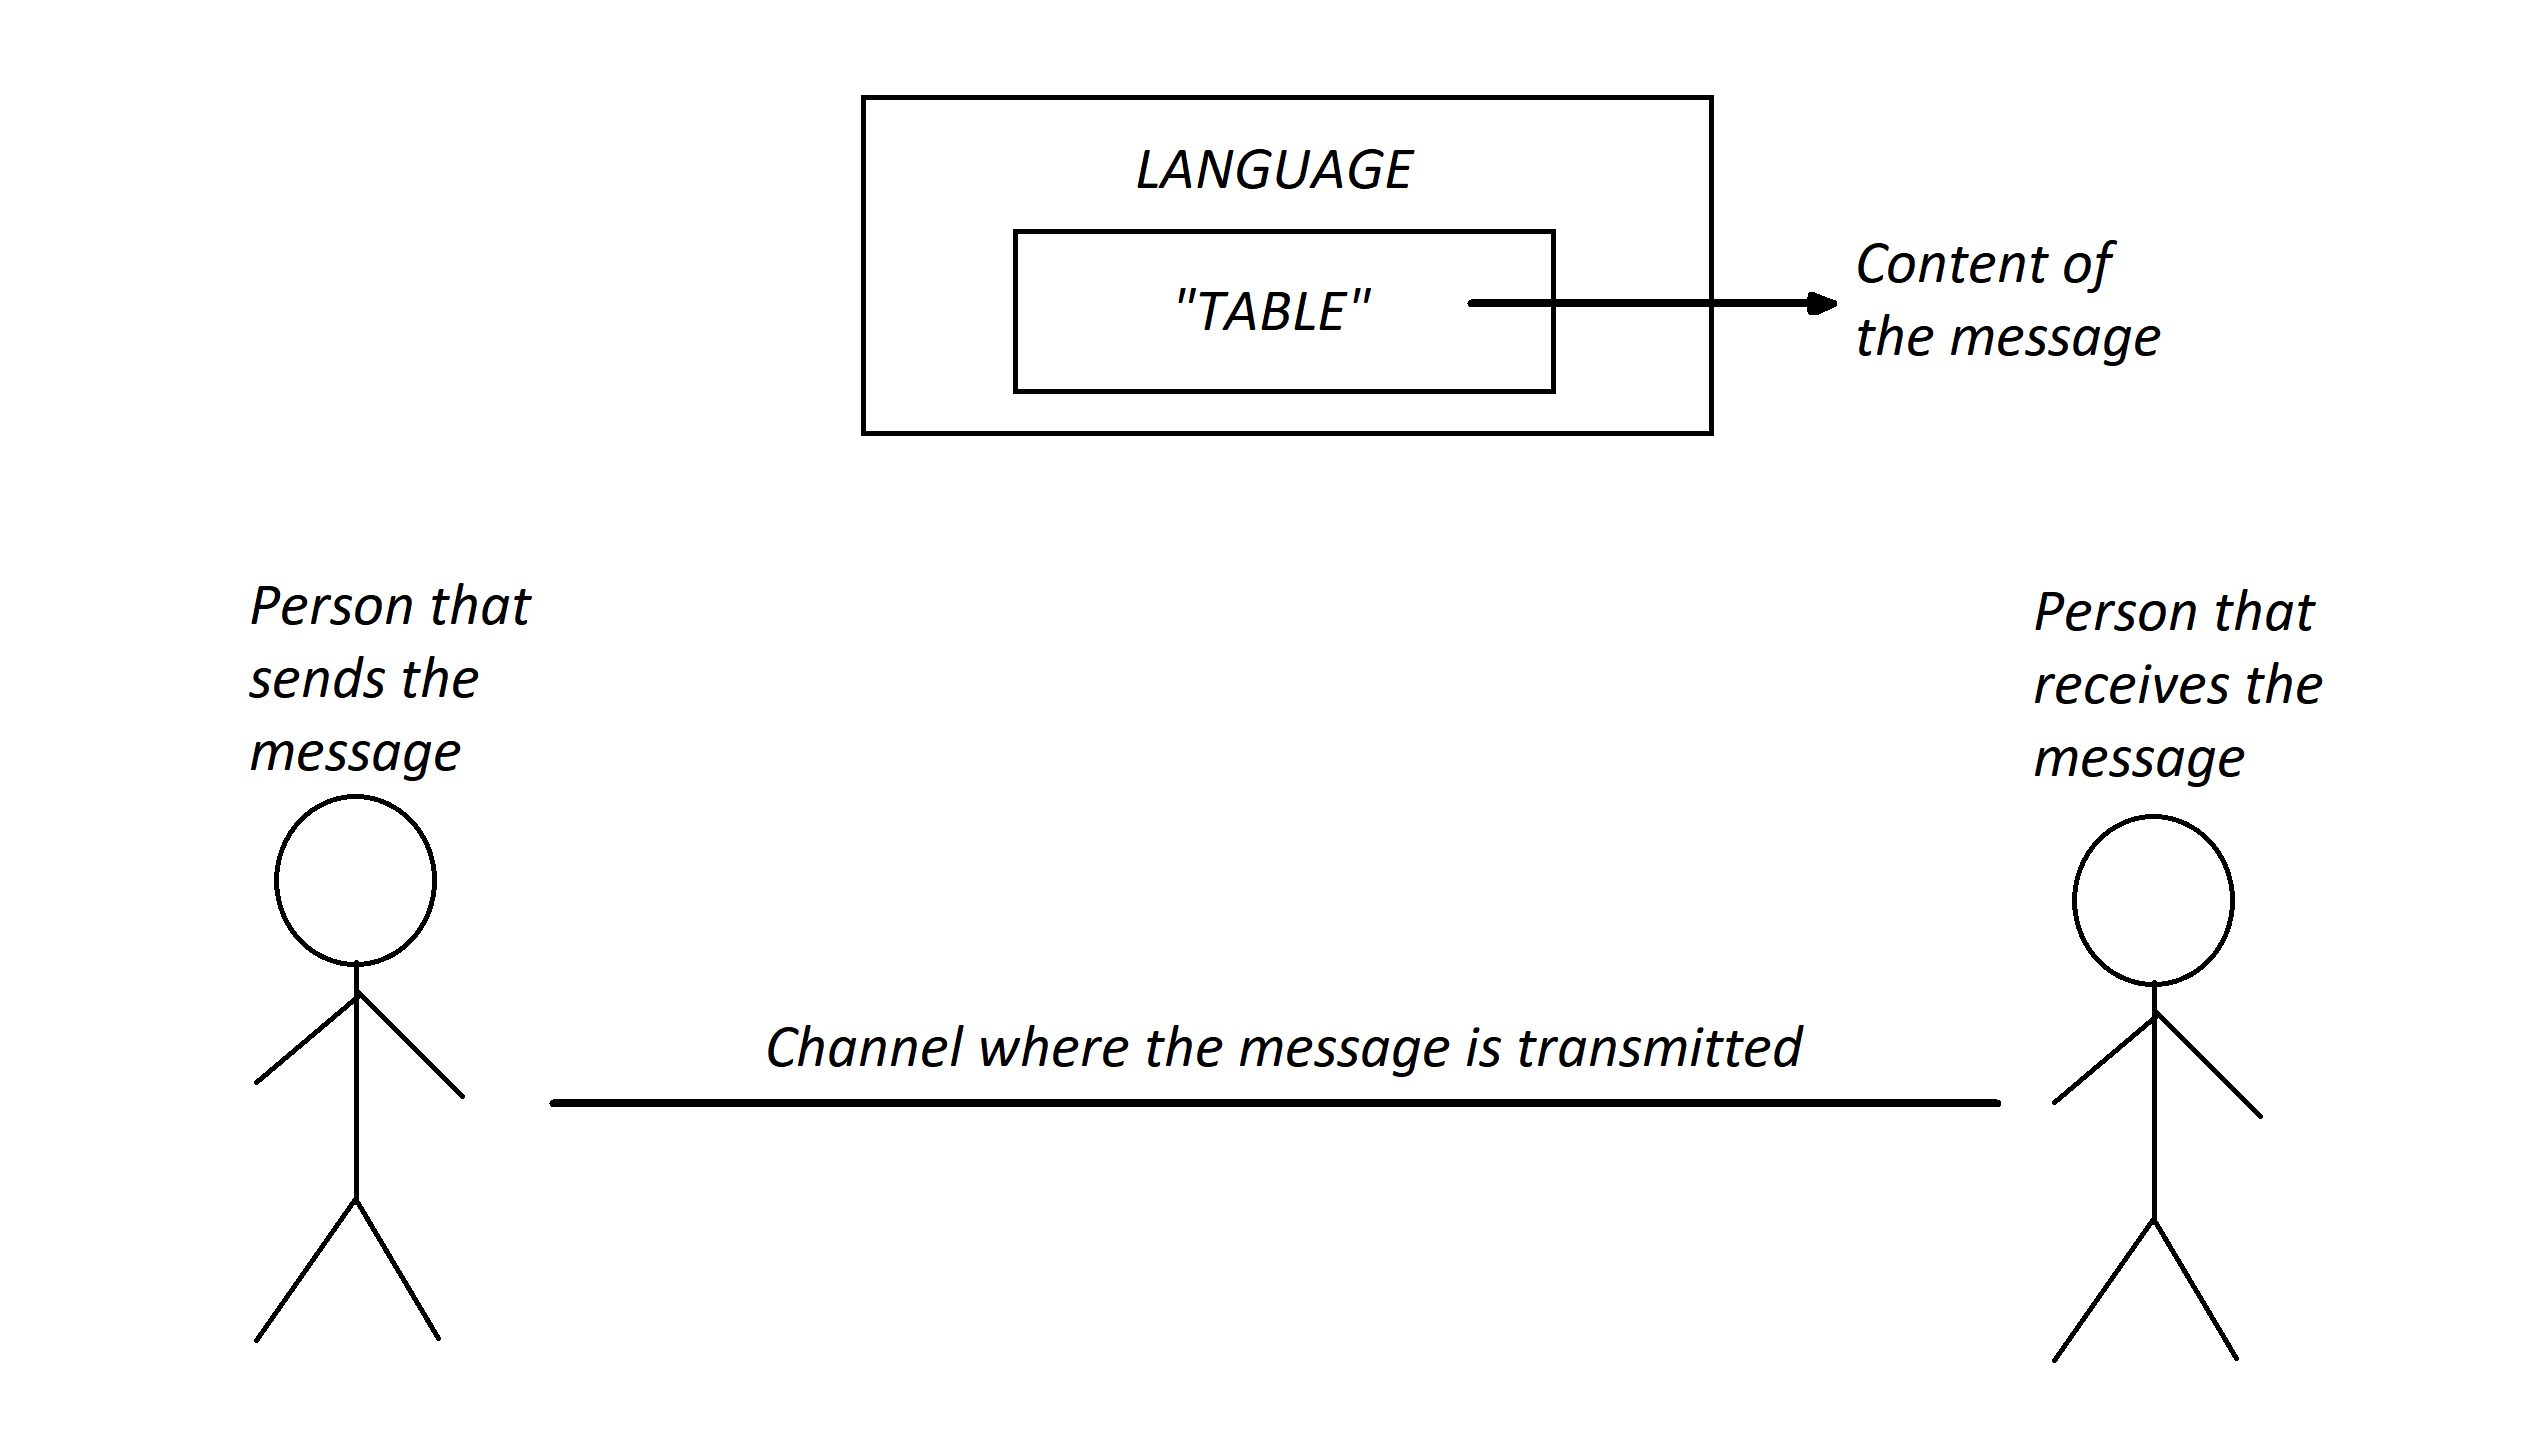 LANGUAGE
"TABLE"
Content of
the message
Person that
sends the
message
Person that
receives the
message
Channel where the message is transmitted